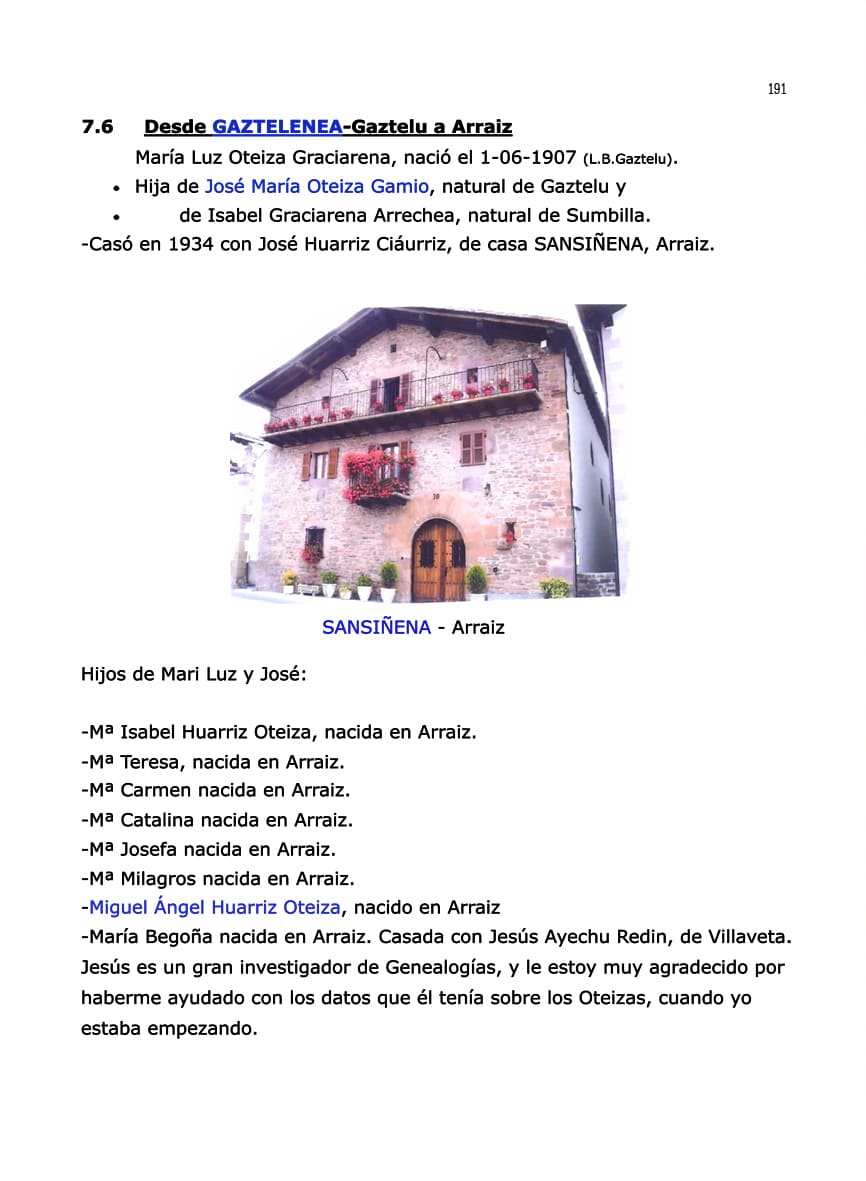 191
7.6 Desde GAZTELENEA-Gaztelu a Arraiz
María Luz Oteiza Graciarena, nació el 1-06-1907 (L.B.Gaztelu).
• Hija de José María Oteiza Gamio, natural de Gaztelu y
• de Isabel Graciarena Arrechea, natural de Sumbilla.
-Casó en 1934 con José Huarriz Ciáurriz, de casa SANSIÑENA, Arraiz.
SANSIÑENA - Arraiz
Hijos de Mari Luz y José:
-Mª Isabel Huarriz Oteiza, nacida en Arraiz.
-Mª Teresa, nacida en Arraiz.
-Mª Carmen nacida en Arraiz.
-Mª Catalina nacida en Arraiz.
-Mª Josefa nacida en Arraiz.
-Mª Milagros nacida en Arraiz.
-Miguel Ángel Huarriz Oteiza, nacido en Arraiz
-María Begoña nacida en Arraiz. Casada con Jesús Ayechu Redin, de Villaveta.
Jesús es un gran investigador de Genealogías, y le estoy muy agradecido por
haberme ayudado con los datos que él tenía sobre los Oteizas, cuando yo
estaba empezando.